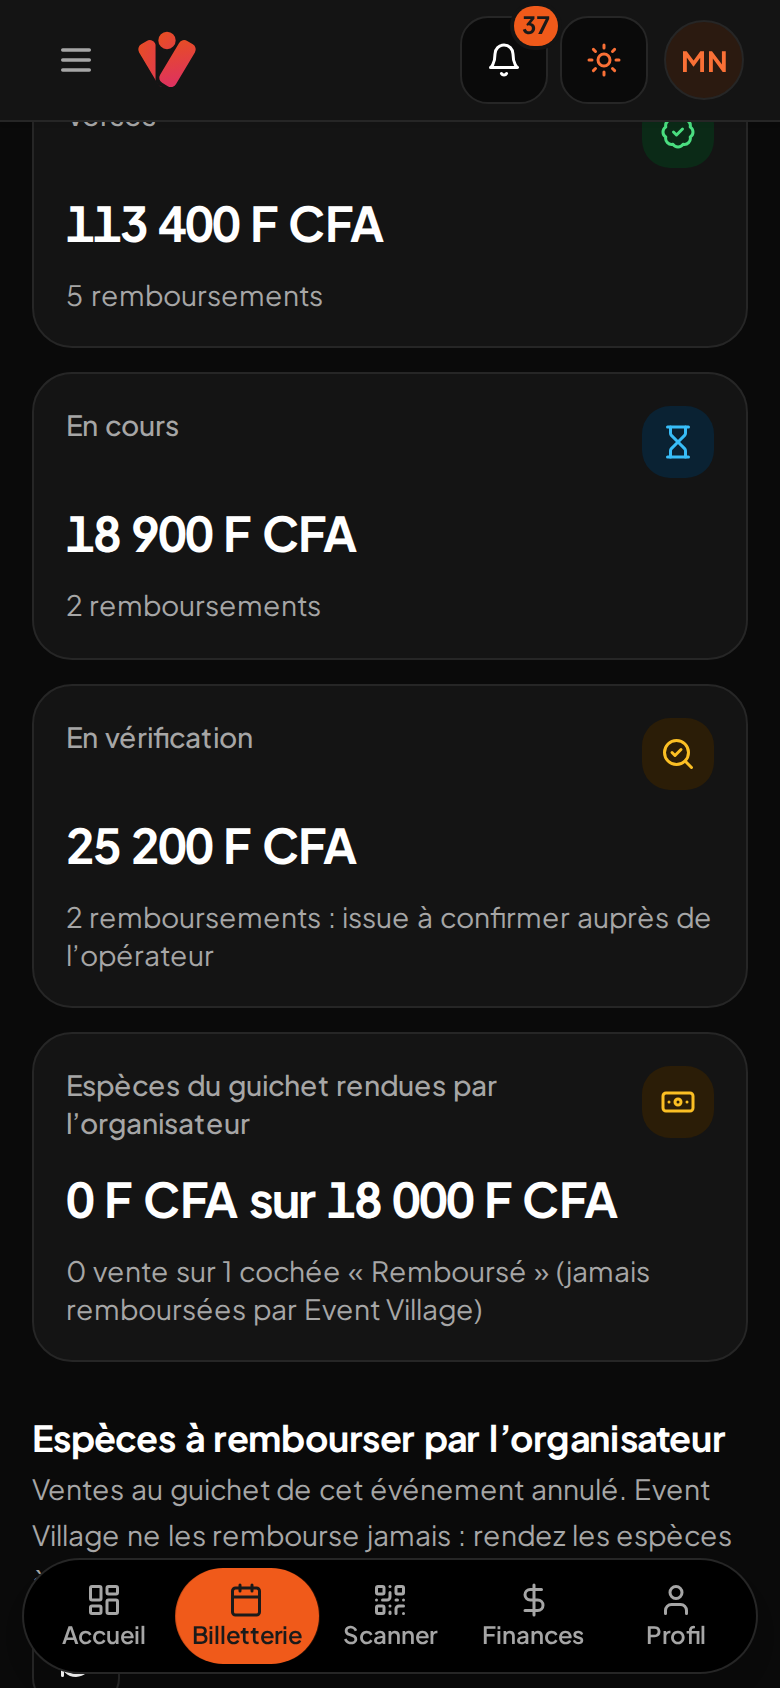 37
MN
113 400 F CFA
5 remboursements
En cours
18 900 F CFA
2 remboursements
En vérification
25 200 F CFA
2 remboursements : issue à confirmer auprès de
l’opérateur
Espèces du guichet rendues par
l’organisateur
0 F CFA sur 18 000 F CFA
0 vente sur 1 cochée « Remboursé » (jamais
remboursées par Event Village)
Espèces à rembourser par l’organisateur
Ventes au guichet de cet événement annulé. Event
Village ne les rembourse jamais : rendez les espèces
Accueil
Billetterie
Scanner
Finances
Profil